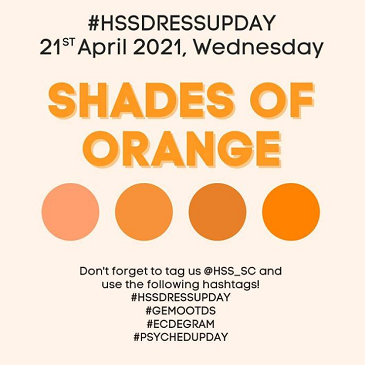 #HSSDRESSUPDAY
21ST April 2021, Wednesday
SHADES OF
ORANGE
Don't forget to tag us @HSS_SC and
use the following hashtags!
#HSSDRESSUPDAY
#GEMOOTDS
#ECDEGRAM
#PSYCHEDUPDAY